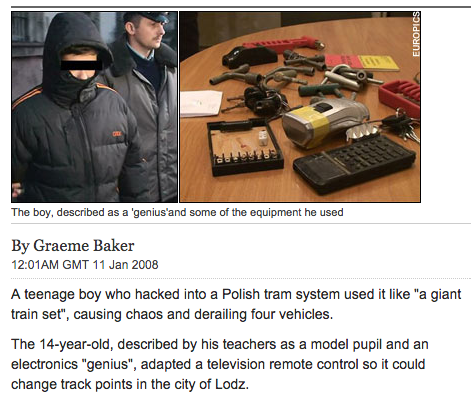 EUROPICS
The boy, described as a 'genius'and some of the equipment he used
By Graeme Baker
12:01AM GMT 11 Jan 2008
A teenage boy who hacked into a Polish tram system used it like "a giant
train set", causing chaos and derailing four vehicles.
The 14-year-old, described by his teachers as a model pupil and an
electronics "genius", adapted a television remote control so it could
change track points in the city of Lodz.